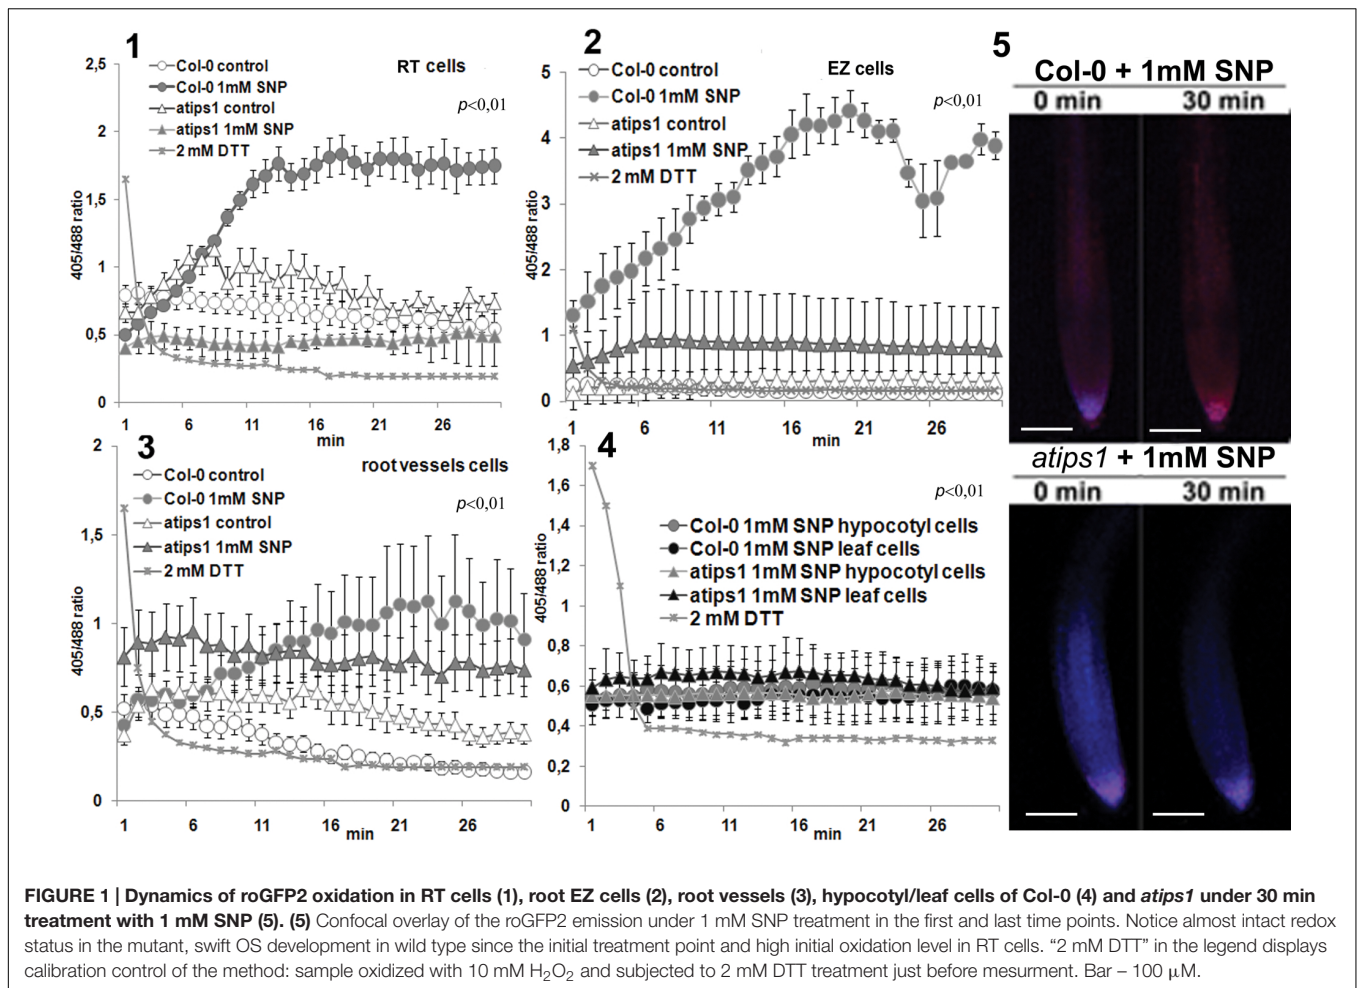 1
RT cells
p<0,01
Col-0 control
Col-0 1mM SNP
atips1 control
atips1 1mM SNP
2 mM DTT
405/488 ratio
2,5
2
1,5
1
0,5
0
1 6 11 16 21 26
min
2
EZ cells
p<0,01
Col-0 control
Col-0 1mM SNP
atips1 control
atips1 1mM SNP
2 mM DTT
405/488 ratio
5
4
3
2
1
0
1 6 11 16 21 26
min
3
root vessels cells
p<0,01
Col-0 control
Col-0 1mM SNP
atips1 control
atips1 1mM SNP
2 mM DTT
405/488 ratio
2
1,5
1
0,5
0
1 6 11 16 21 26
min
4
p<0,01
Col-0 1mM SNP hypocotyl cells
Col-0 1mM SNP leaf cells
atips1 1mM SNP hypocotyl cells
atips1 1mM SNP leaf cells
2 mM DTT
405/488 ratio
1,8
1,6
1,4
1,2
1
0,8
0,6
0,4
0,2
0
1 6 11 16 21 26
min
5
Col-0 + 1mM SNP
0 min 30 min
atips1 + 1mM SNP
0 min 30 min
FIGURE 1 | Dynamics of roGFP2 oxidation in RT cells (1), root EZ cells (2), root vessels (3), hypocotyl/leaf cells of Col-0 (4) and atips1 under 30 min
treatment with 1 mM SNP (5). (5) Confocal overlay of the roGFP2 emission under 1 mM SNP treatment in the first and last time points. Notice almost intact redox
status in the mutant, swift OS development in wild type since the initial treatment point and high initial oxidation level in RT cells. “2 mM DTT” in the legend displays
calibration control of the method: sample oxidized with 10 mM H₂O₂ and subjected to 2 mM DTT treatment just before mesurment. Bar – 100 μM.